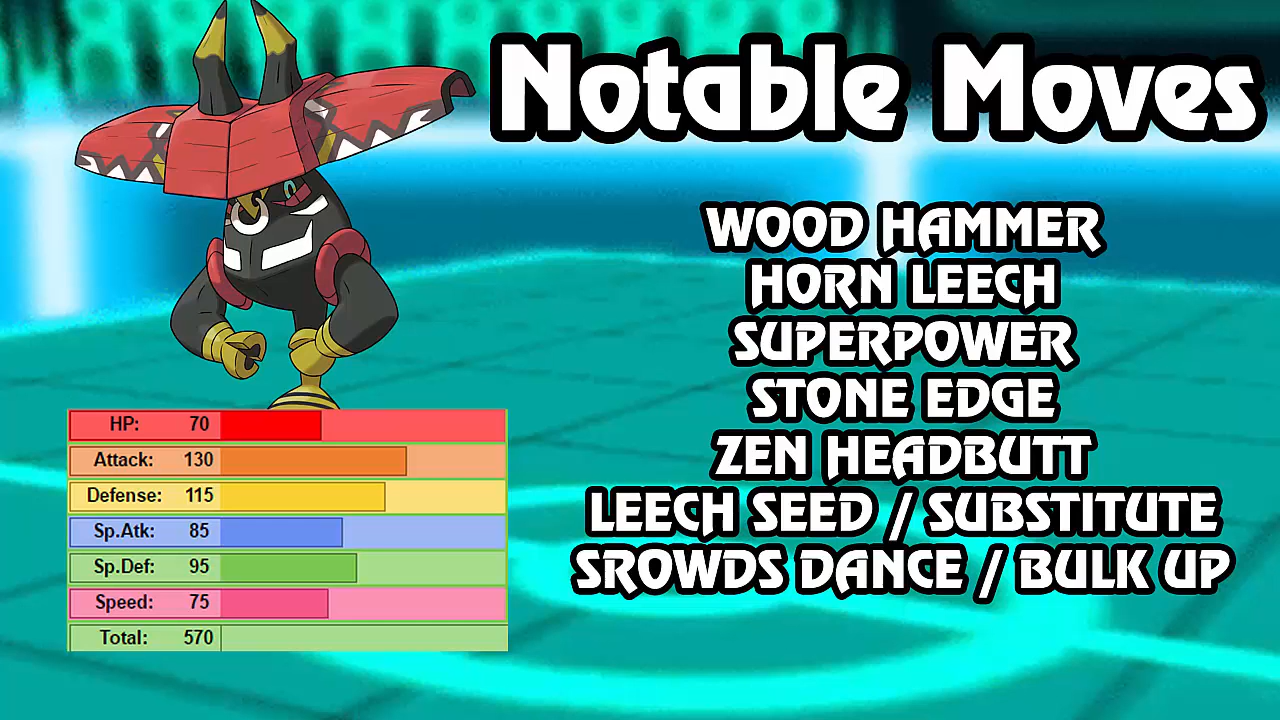 Notable Moves
WOOD HAMMER
HORN LEECH
SUPERPOWER
STONE EDGE
ZEN HEADBUTT
LEECH SEED / SUBSTITUTE
SROWDS DANCE / BULK UP
HP: 70
Attack: 130
Defense: 115
Sp.Atk: 85
Sp.Def: 95
Speed: 75
Total: 570